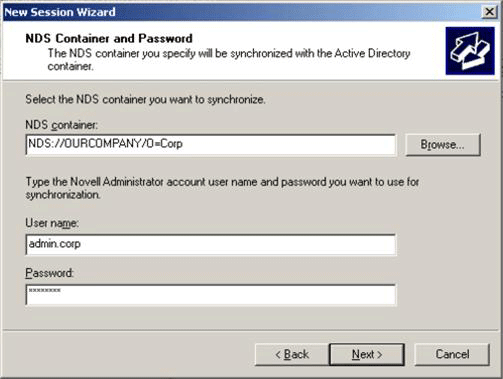 New Session Wizard
NDS Container and Password
The NDS container you specify will be synchronized with the Active Directory
container.
Select the NDS container you want to synchronize.
NDS container:
NDS://OURCOMPANY/O=Corp
Browse...
Type the Novell Administrator account user name and password you want to use for
synchronization.
User name:
admin.corp
Password:
********
< Back
Next >
Cancel